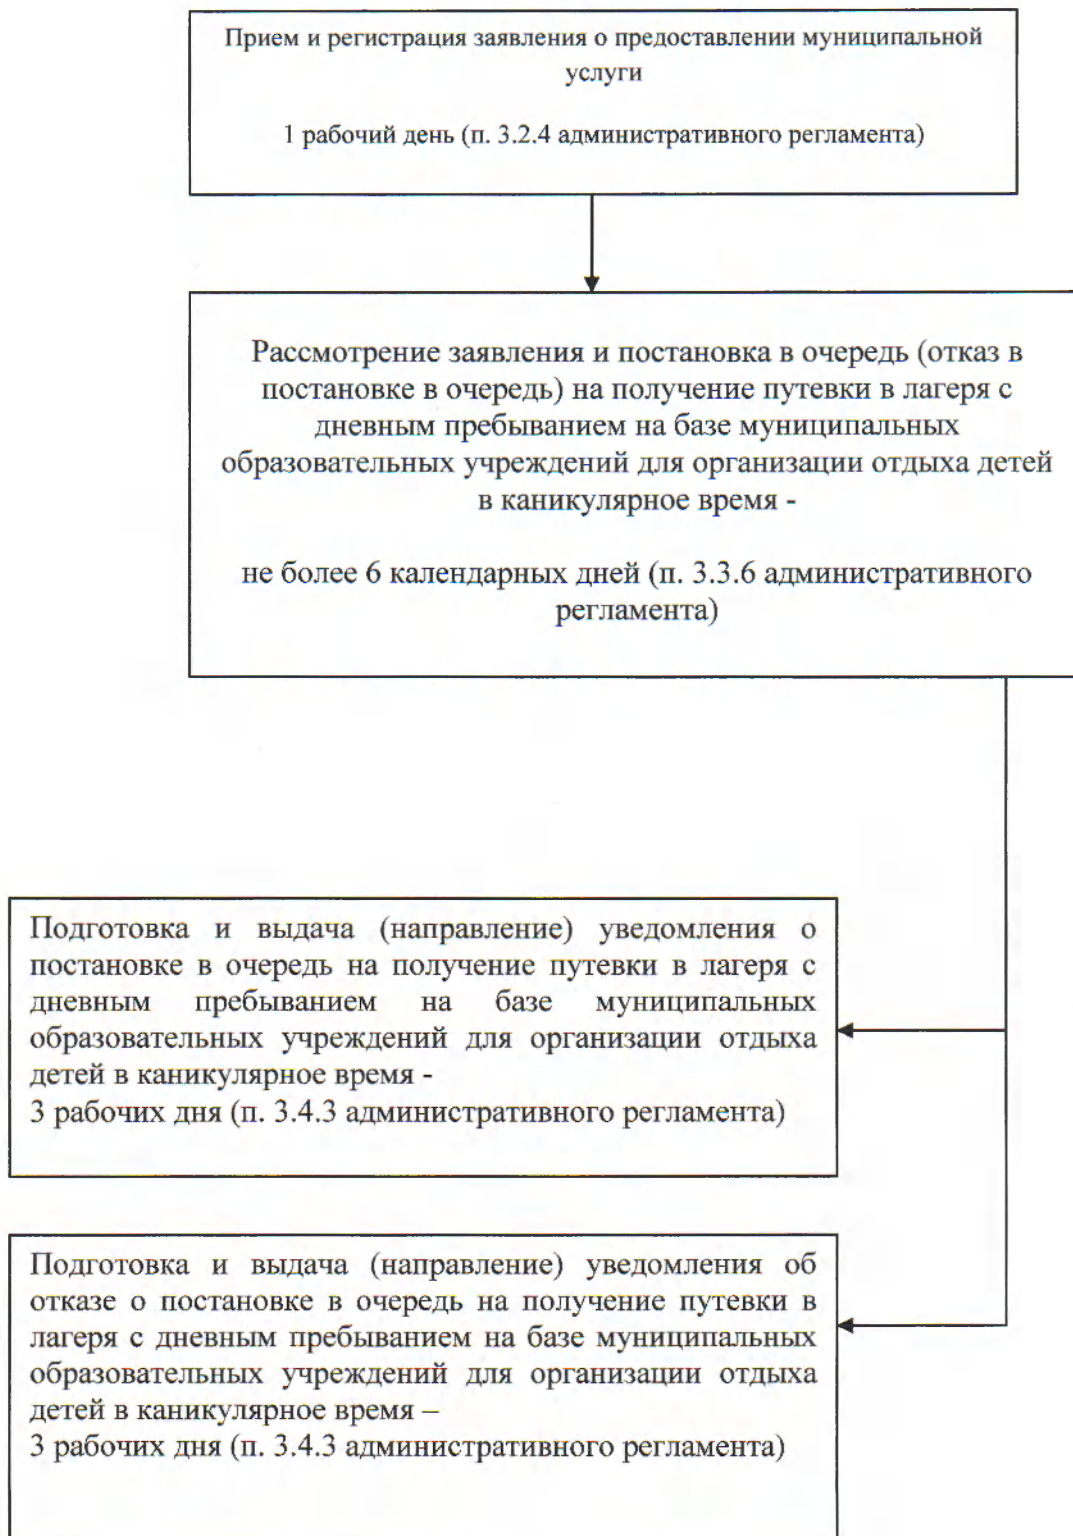 Прием и регистрация заявления о предоставлении муниципальной
услуги
1 рабочий день (п. 3.2.4 административного регламента)
Рассмотрение заявления и постановка в очередь (отказ в
постановке в очередь) на получение путевки в лагеря с
дневным пребыванием на базе муниципальных
образовательных учреждений для организации отдыха детей
в каникулярное время -
не более 6 календарных дней (п. 3.3.6 административного
регламента)
Подготовка и выдача (направление) уведомления о
постановке в очередь на получение путевки в лагеря с
дневным пребыванием на базе муниципальных
образовательных учреждений для организации отдыха
детей в каникулярное время -
3 рабочих дня (п. 3.4.3 административного регламента)
Подготовка и выдача (направление) уведомления об
отказе о постановке в очередь на получение путевки в
лагеря с дневным пребыванием на базе муниципальных
образовательных учреждений для организации отдыха
детей в каникулярное время –
3 рабочих дня (п. 3.4.3 административного регламента)